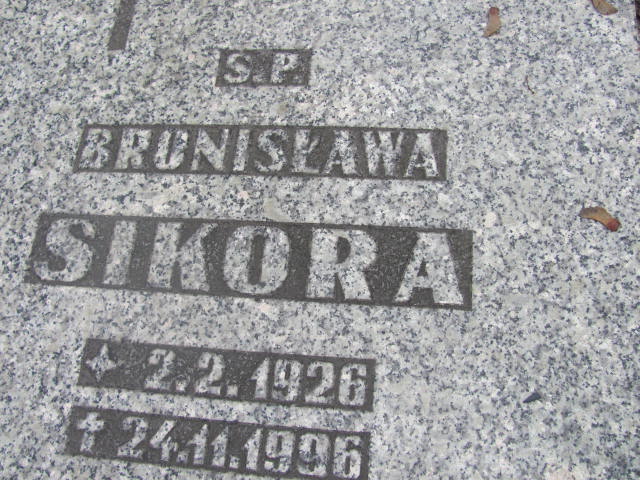 S.P.
BRONISŁAWA
SIKORA
2.2.1926
24.11.1996